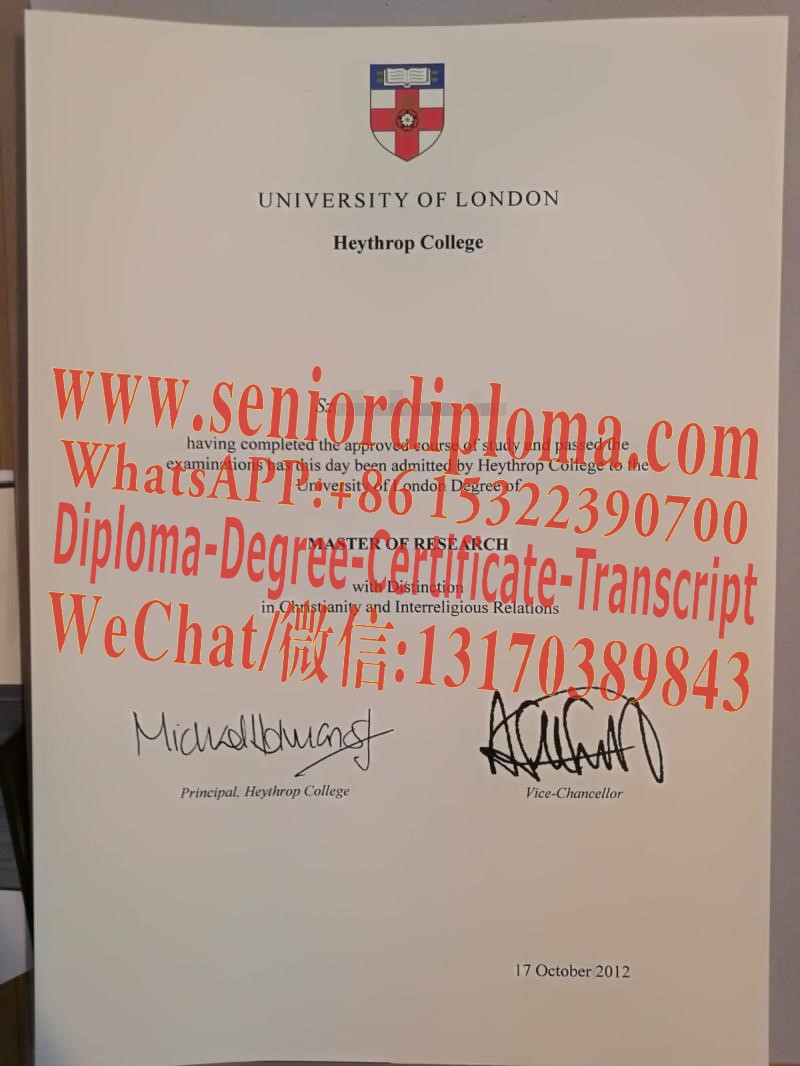 UNIVERSITY OF LONDON
Heythrop College
www.seniordiploma.com
having completed the approved course of study and passed the
examinations has this day been admitted by Heythrop College to the
WhatsAPP:+86 15322390700
University of London Degree of
MASTER OF RESEARCH
Diploma-Degree-Certificate-Transcript
with Distinction
in Christianity and Interreligious Relations
WeChat/微信:13170389843
Principal, Heythrop College
Vice-Chancellor
17 October 2012